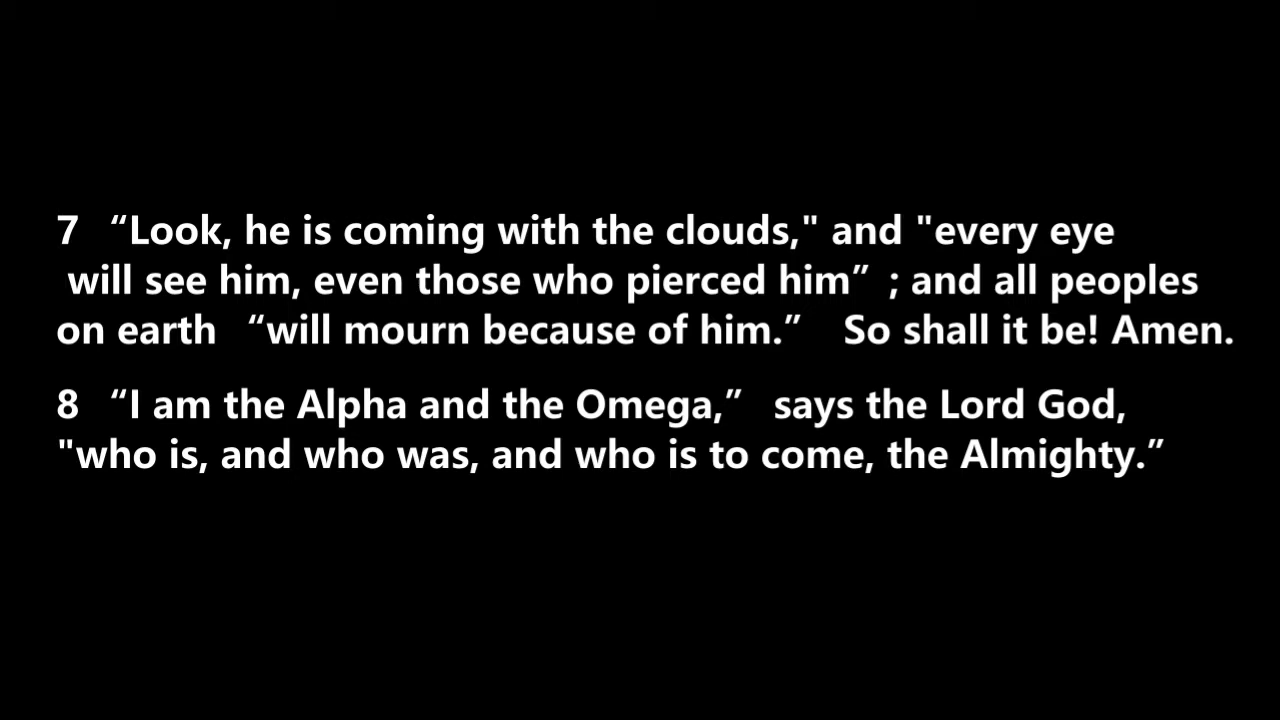 7 “Look, he is coming with the clouds," and "every eye
will see him, even those who pierced him” ; and all peoples
on earth “will mourn because of him.” So shall it be! Amen.
8 “I am the Alpha and the Omega,” says the Lord God,
"who is, and who was, and who is to come, the Almighty.”